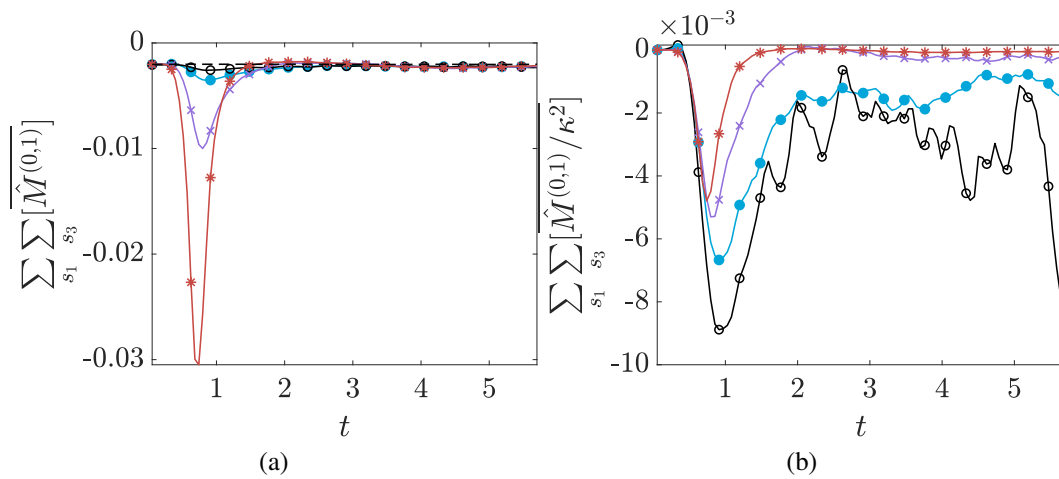 0
-0.01
-0.02
-0.03
1 2 3 4 5
t
∑ ∑ [M̂^(0,1)]
s₁ s₃
(a)
×10⁻³
0
-2
-4
-6
-8
-10
1 2 3 4 5
t
∑ ∑ [M̂^(0,1)/κ²]
s₁ s₃
(b)